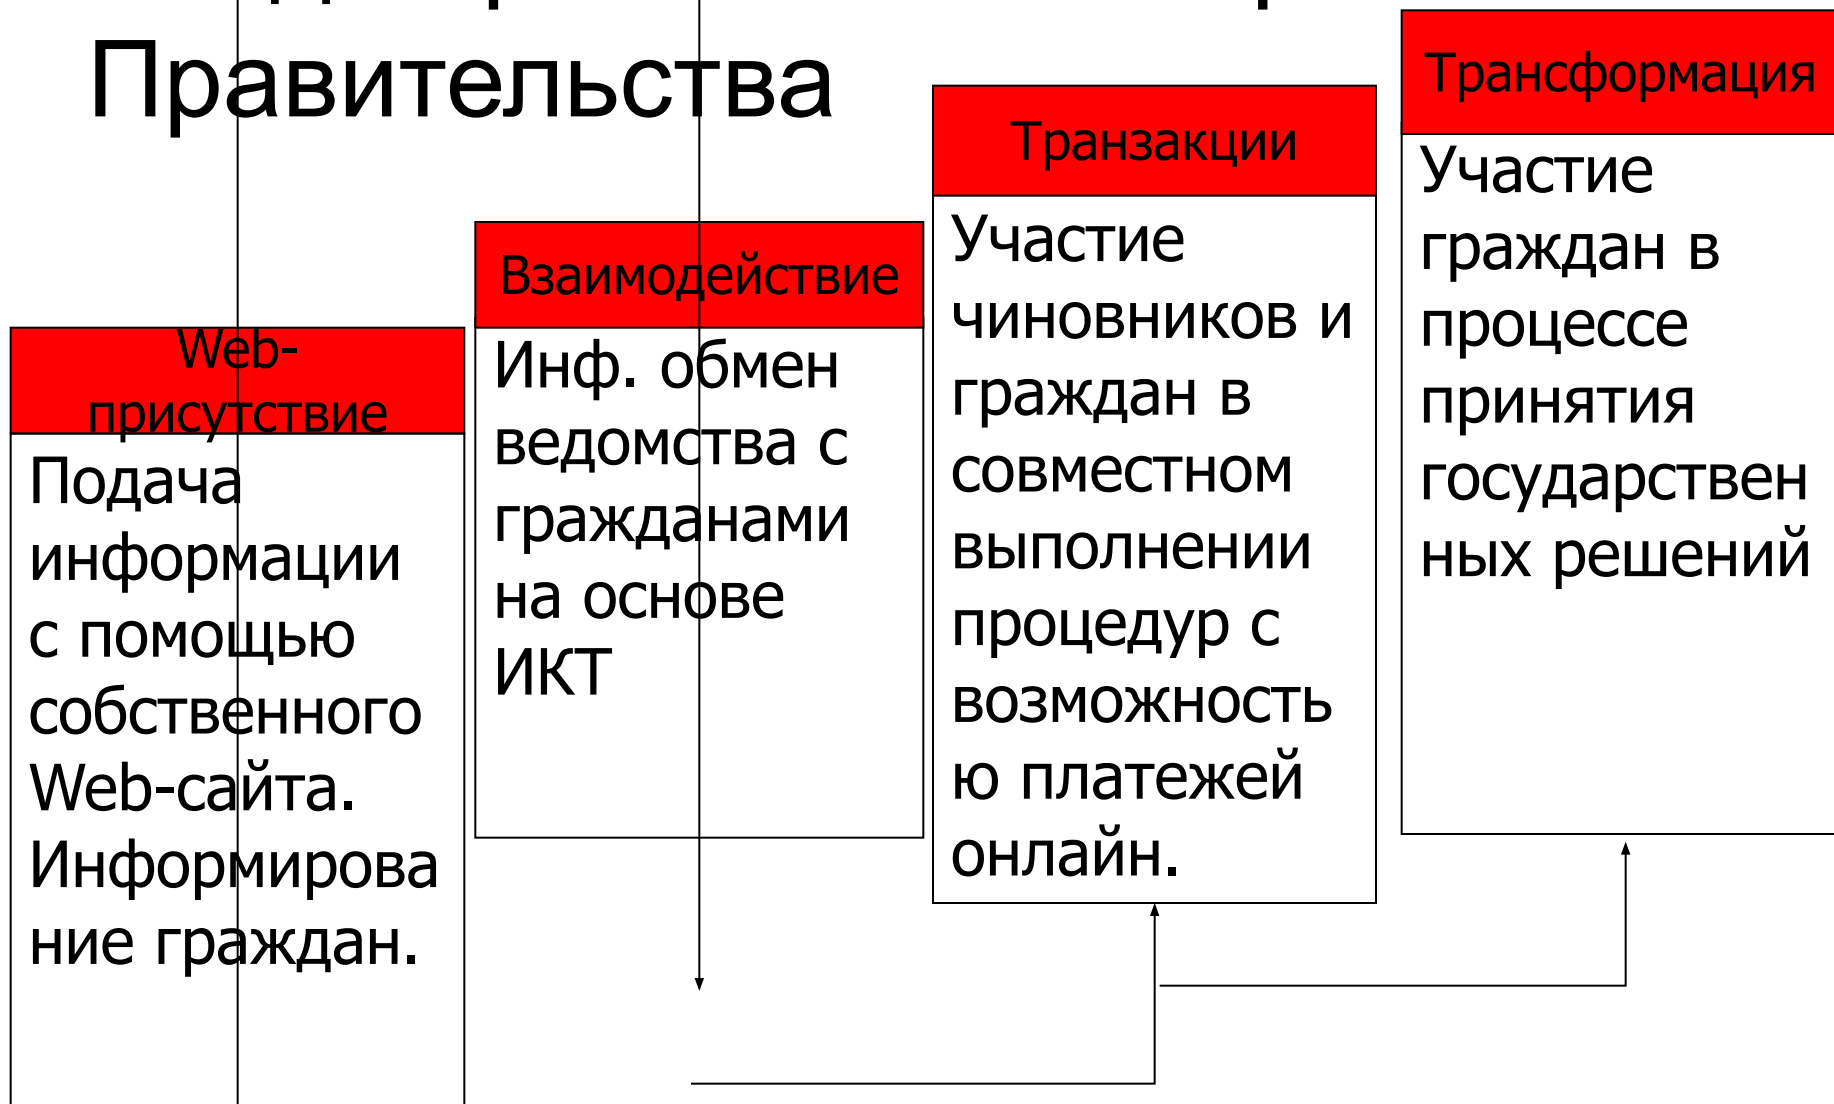 Правительства
Web-
присутствие
Подача
информации
с помощью
собственного
Web-сайта.
Информирова
ние граждан.
Взаимодействие
Инф. обмен
ведомства с
гражданами
на основе
ИКТ
Транзакции
Участие
чиновников и
граждан в
совместном
выполнении
процедур с
возможность
ю платежей
онлайн.
Трансформация
Участие
граждан в
процессе
принятия
государствен
ных решений